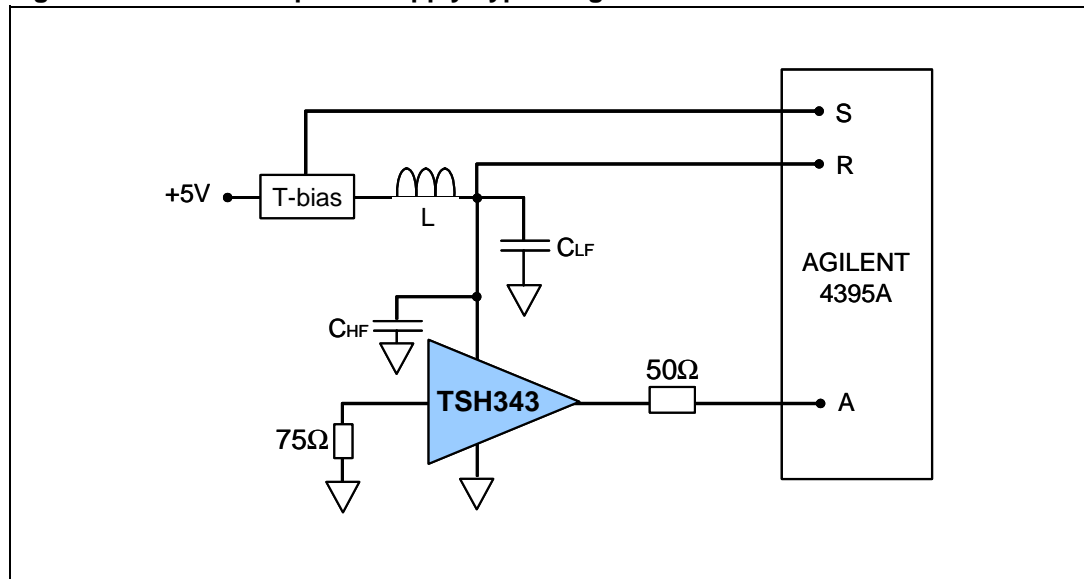 S
R
+5V
T-bias
L
CLF
AGILENT
4395A
CHF
50Ω
TSH343
A
75Ω